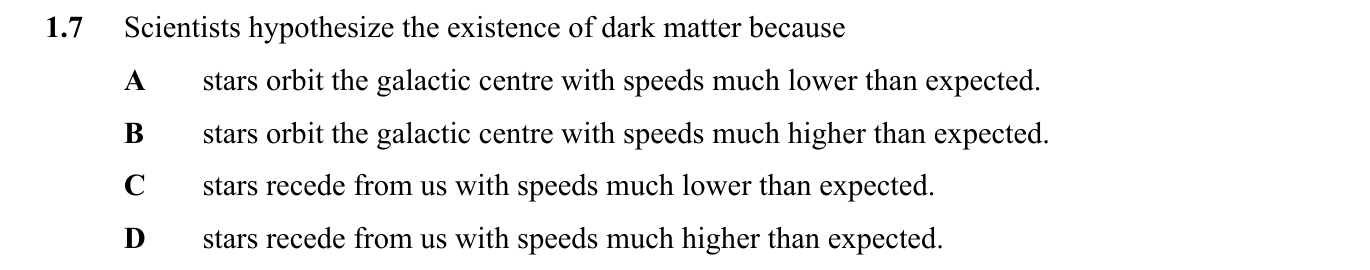 1.7 Scientists hypothesize the existence of dark matter because
A stars orbit the galactic centre with speeds much lower than expected.
B stars orbit the galactic centre with speeds much higher than expected.
C stars recede from us with speeds much lower than expected.
D stars recede from us with speeds much higher than expected.